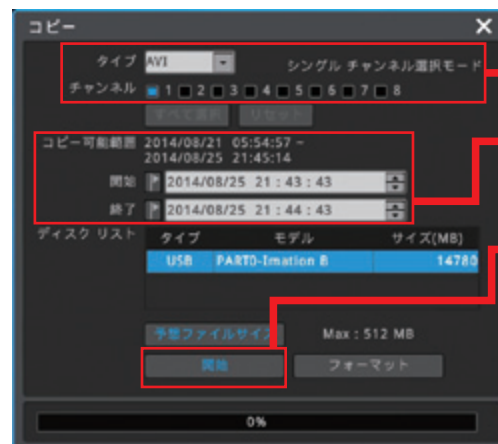 コピー
タイプ AVI シングル チャンネル選択モード
チャンネル 1 2 3 4 5 6 7 8
すべて選択 リセット
コピー可能範囲 2014/08/21 05:54:57 ~
2014/08/25 21:45:14
開始 2014/08/25 21:43:43
終了 2014/08/25 21:44:43
ディスク リスト タイプ モデル サイズ(MB)
USB PART0-Imation B 14780
予想ファイルサイズ Max : 512 MB
開始 フォーマット
0%